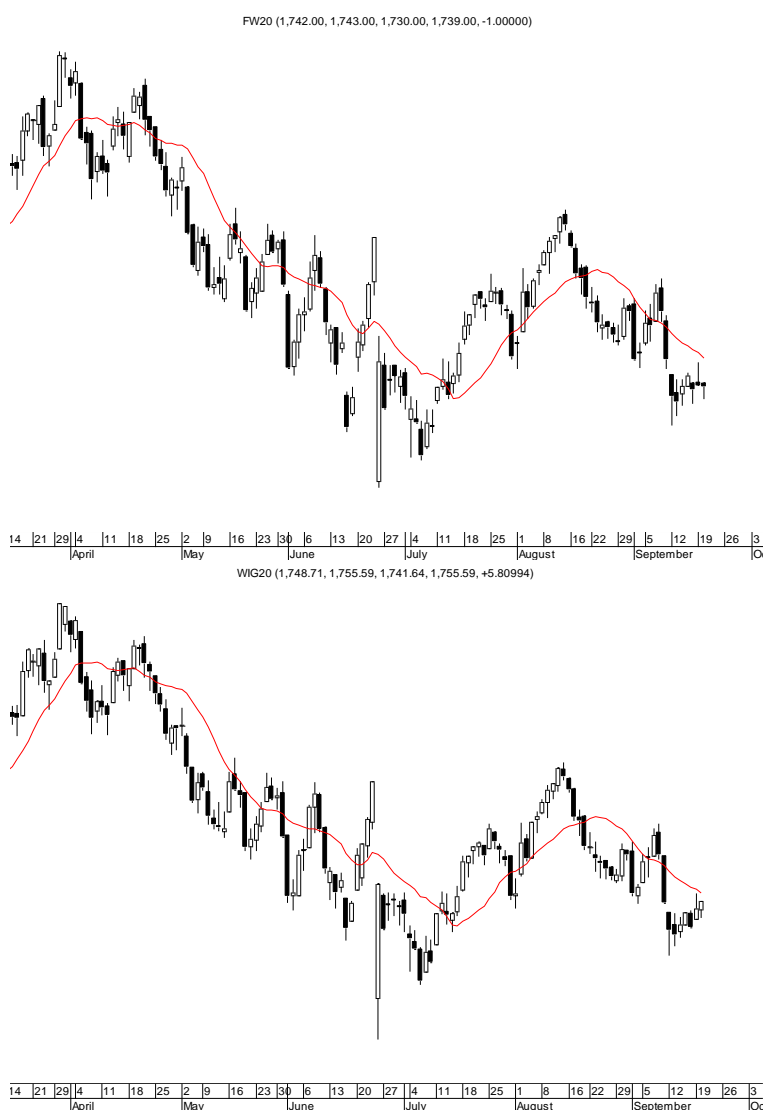 FW20 (1,742.00, 1,743.00, 1,730.00, 1,739.00, -1.00000)
14 21 29 4 11 18 25 2 9 16 23 30 6 13 20 27 4 11 18 25 1 8 16 22 29 5 12 19 26 3
April May June July August September Oc
WIG20 (1,748.71, 1,755.59, 1,741.64, 1,755.59, +5.80994)
14 21 29 4 11 18 25 2 9 16 23 30 6 13 20 27 4 11 18 25 1 8 16 22 29 5 12 19 26 3
April May June July August September Oc